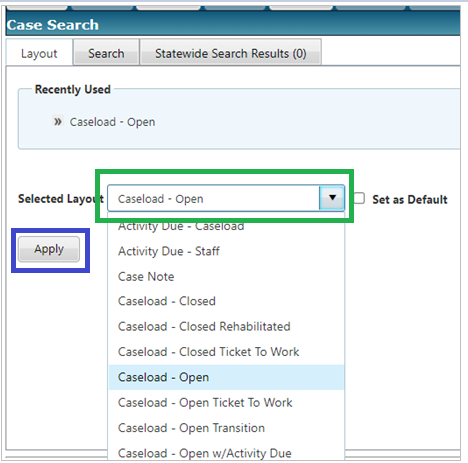 Case Search
Layout Search Statewide Search Results (0)
Recently Used
» Caseload - Open
Selected Layout Caseload - Open Set as Default
Activity Due - Caseload
Apply Activity Due - Staff
Case Note
Caseload - Closed
Caseload - Closed Rehabilitated
Caseload - Closed Ticket To Work
Caseload - Open
Caseload - Open Ticket To Work
Caseload - Open Transition
Caseload - Open w/Activity Due